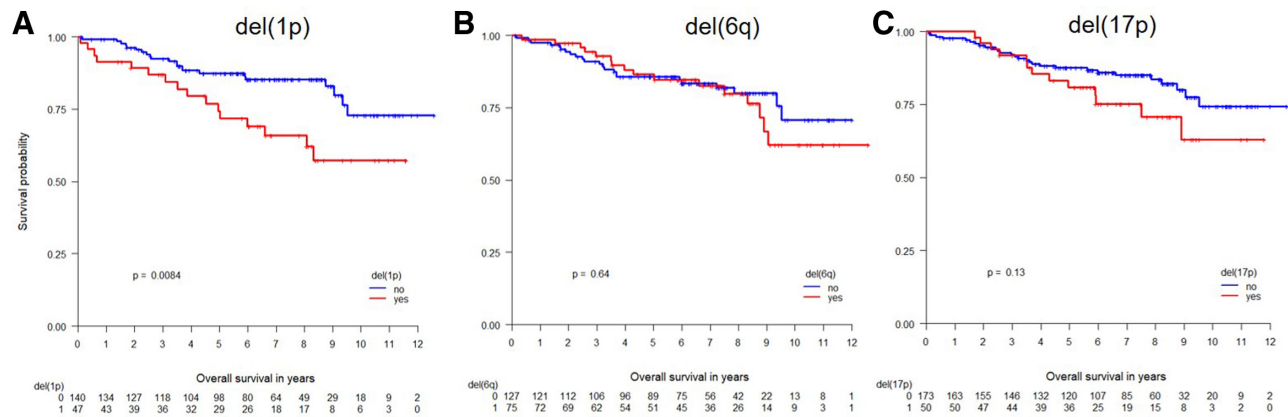 A
del(1p)
1.00
0.75
0.50
0.25
0.00
Survival probability
p = 0.0084
del(1p)
no
yes
0 1 2 3 4 5 6 7 8 9 10 11 12
Overall survival in years
del(1p)
0 140 134 127 118 104 98 80 64 49 29 18 9 2
1 47 43 39 36 32 29 26 18 17 8 6 3 0
B
del(6q)
1.00
0.75
0.50
0.25
0.00
p = 0.64
del(6q)
no
yes
0 1 2 3 4 5 6 7 8 9 10 11 12
Overall survival in years
del(6q)
0 127 121 112 106 96 89 75 56 42 22 13 8 1
1 75 72 69 62 54 51 45 36 26 14 9 3 1
C
del(17p)
1.00
0.75
0.50
0.25
0.00
p = 0.13
del(17p)
no
yes
0 1 2 3 4 5 6 7 8 9 10 11 12
Overall survival in years
del(17p)
0 173 163 155 146 132 120 107 85 60 32 20 9 2
1 50 50 47 44 39 36 25 19 15 9 5 2 0